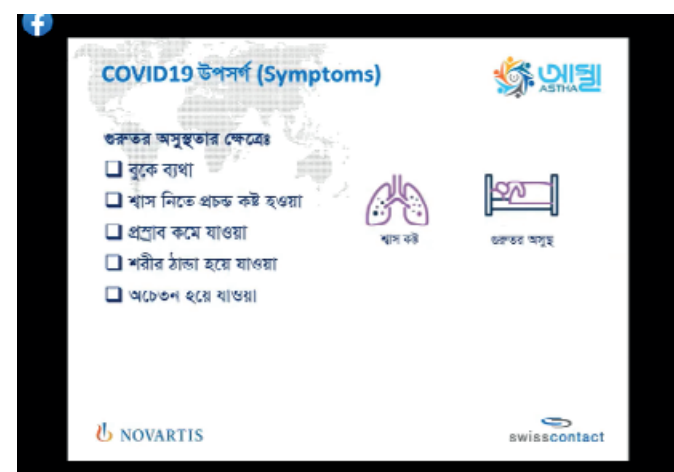 COVID19 উপসর্গ (Symptoms)
আস্থা
ASTHA
গুরুতর অসুস্থতার ক্ষেত্রেঃ
বুকে ব্যথা
শ্বাস নিতে প্রচন্ড কষ্ট হওয়া
প্রস্রাব কমে যাওয়া
শরীর ঠান্ডা হয়ে যাওয়া
অচেতন হয়ে যাওয়া
শ্বাস কষ্ট
গুরুতর অসুস্থ
NOVARTIS
swisscontact